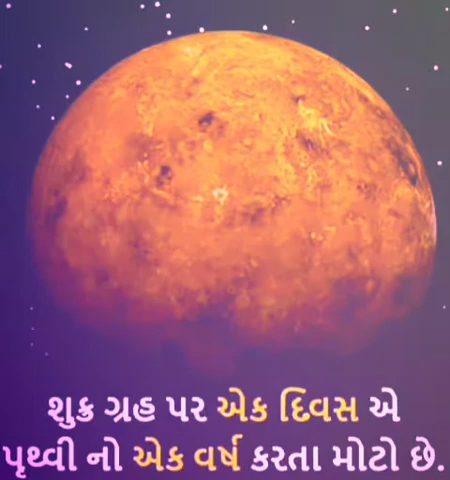 શુક્ર ગ્રહ પર એક દિવસ એ
પૃથ્વી નો એક વર્ષ કરતા મોટો છે.